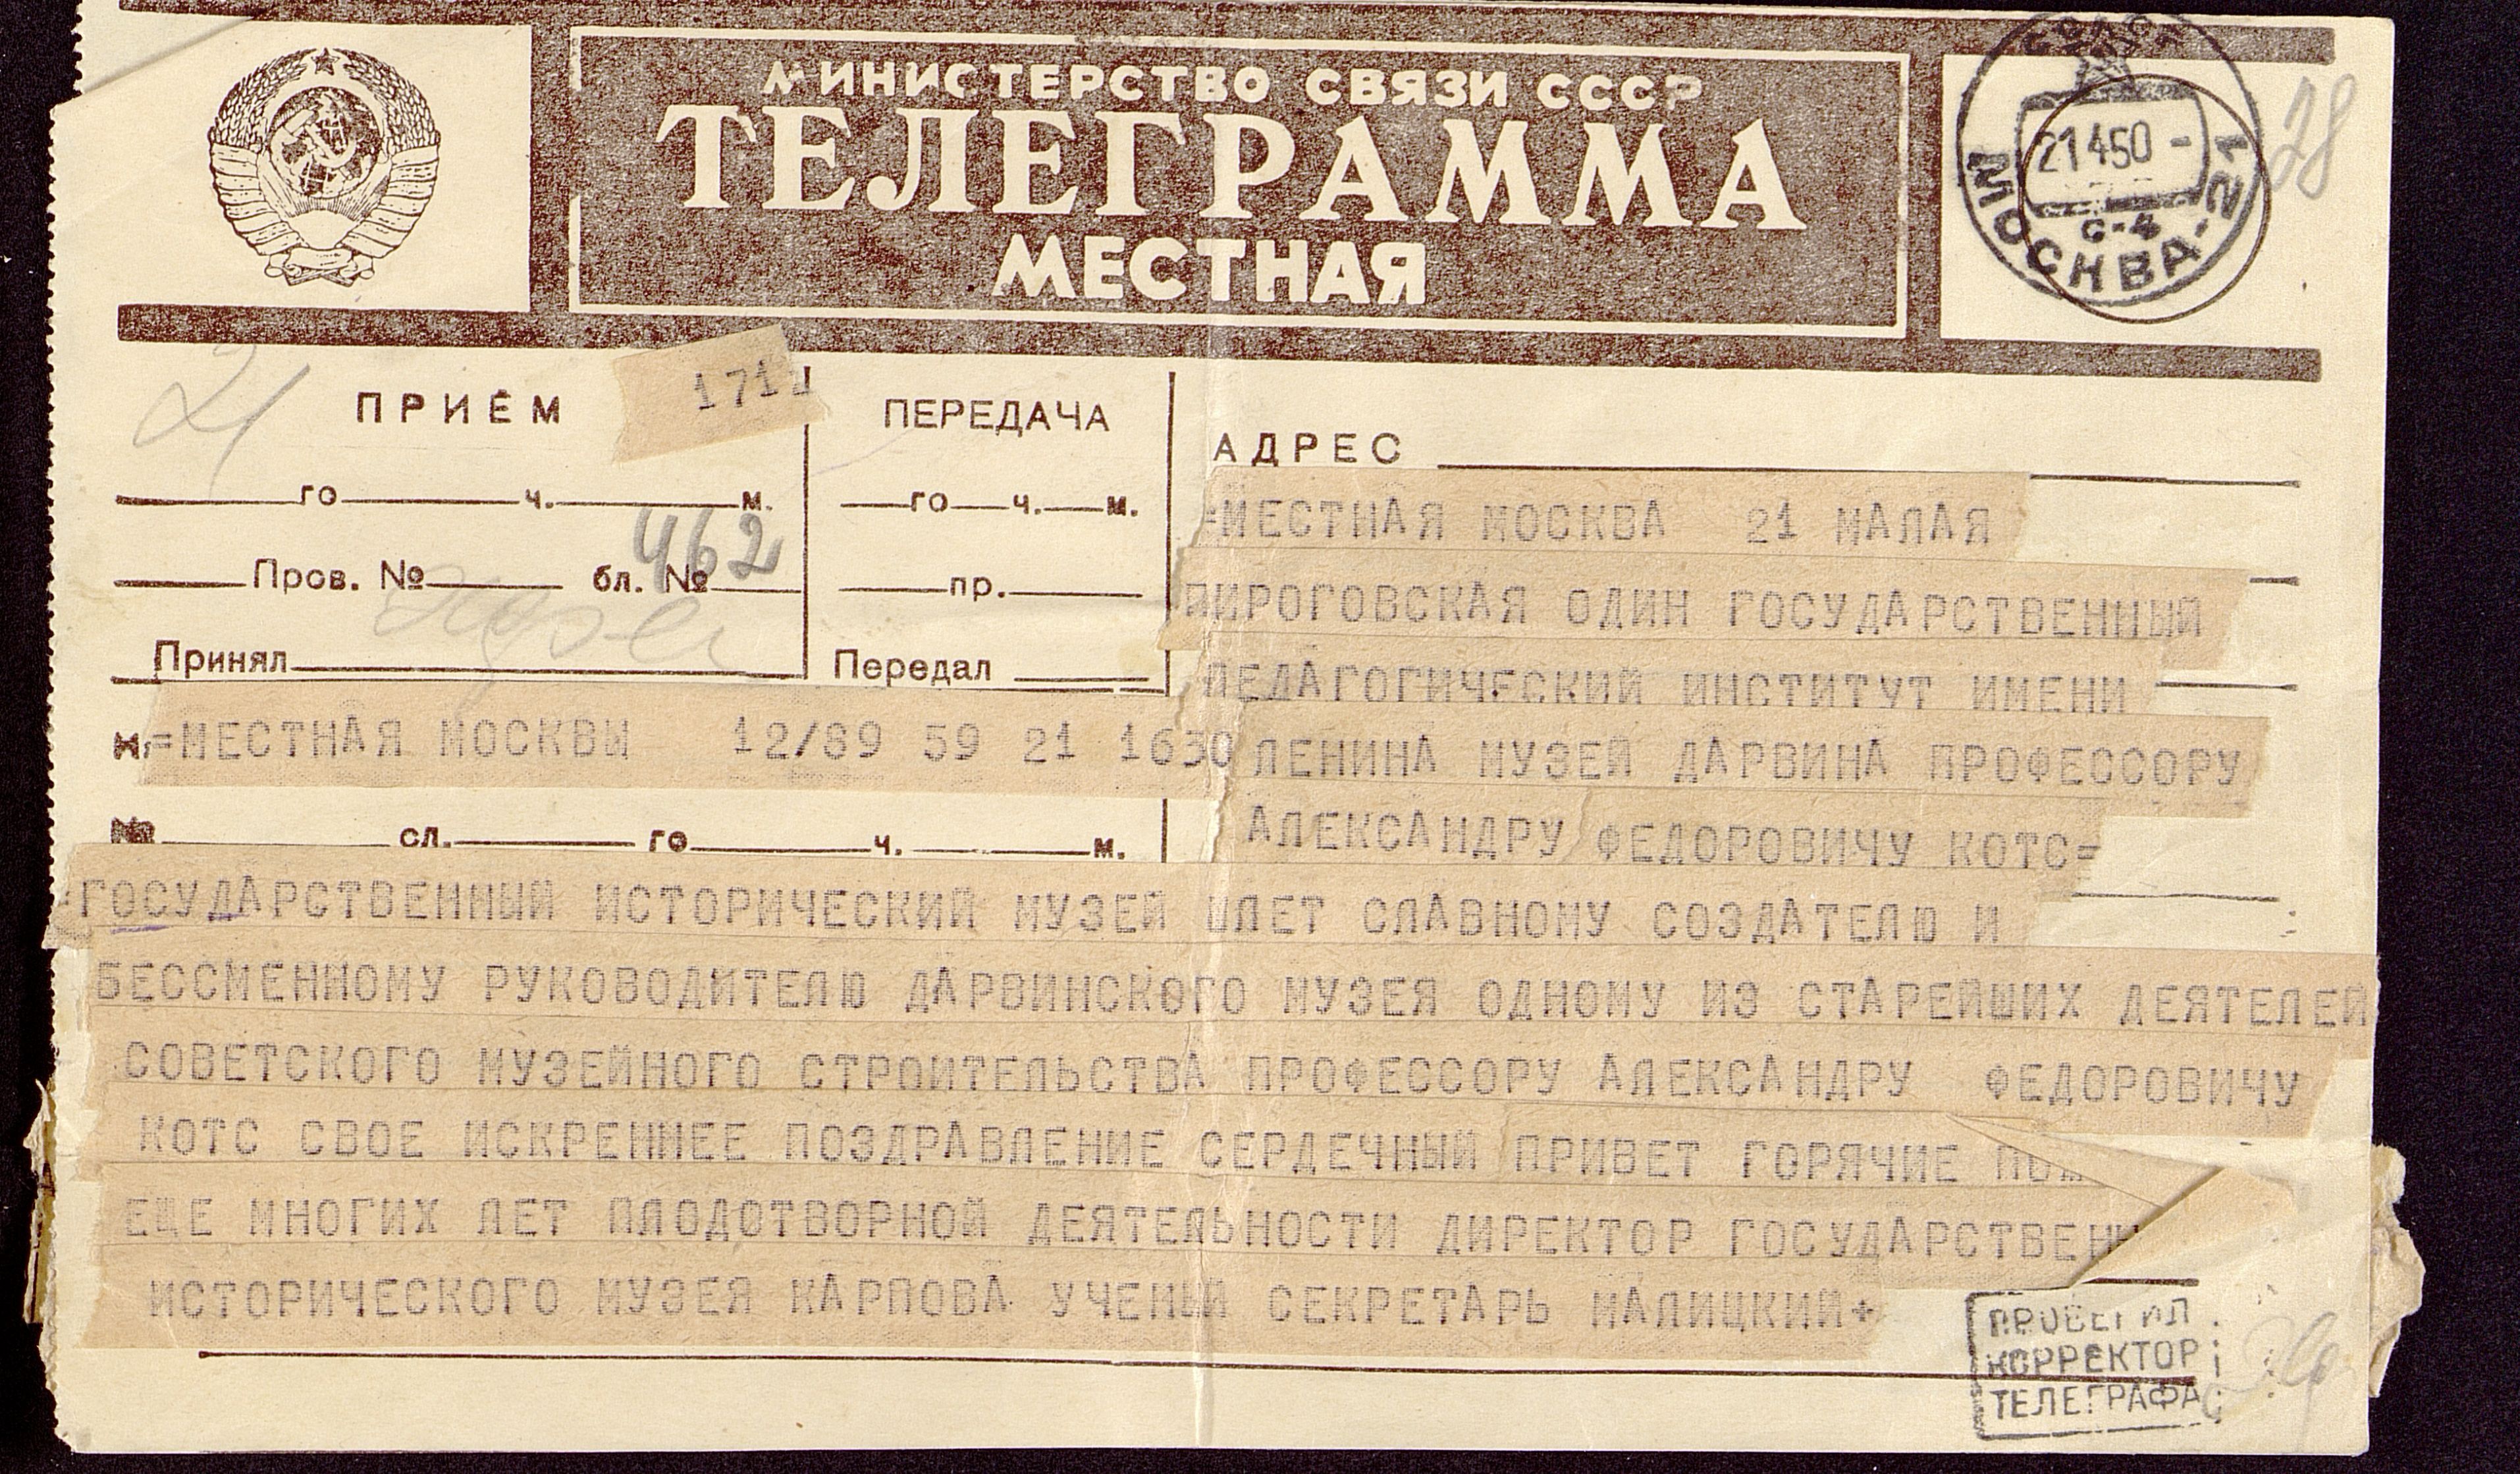 МИНИСТЕРСТВО СВЯЗИ СССР
ТЕЛЕГРАММА
МЕСТНАЯ
21 4 50 -
С-4
МОСКВА-21
28
21
ПРИЁМ
ПЕРЕДАЧА
АДРЕС
го ч. м.
го ч. м.
462
Пров. № бл. №
пр.
Принял
Передал
=МЕСТНАЯ МОСКВА 21 МАЛАЯ
ПИРОГОВСКАЯ ОДИН ГОСУДАРСТВЕННЫЙ
ПЕДАГОГИЧЕСКИЙ ИНСТИТУТ ИМЕНИ
ЛЕНИНА МУЗЕЙ ДАРВИНА ПРОФЕССОРУ
АЛЕКСАНДРУ ФЕДОРОВИЧУ КОТС=
=МЕСТНАЯ МОСКВЫ 12/89 59 21 1630
№ сл. го ч. м.
=ГОСУДАРСТВЕННЫЙ ИСТОРИЧЕСКИЙ МУЗЕЙ ШЛЕТ СЛАВНОМУ СОЗДАТЕЛЮ И
БЕССМЕННОМУ РУКОВОДИТЕЛЮ ДАРВИНСКОГО МУЗЕЯ ОДНОМУ ИЗ СТАРЕЙШИХ ДЕЯТЕЛЕЙ
СОВЕТСКОГО МУЗЕЙНОГО СТРОИТЕЛЬСТВА ПРОФЕССОРУ АЛЕКСАНДРУ ФЕДОРОВИЧУ
КОТС СВОЕ ИСКРЕННЕЕ ПОЗДРАВЛЕНИЕ СЕРДЕЧНЫЙ ПРИВЕТ ГОРЯЧИЕ
ЕЩЕ МНОГИХ ЛЕТ ПЛОДОТВОРНОЙ ДЕЯТЕЛЬНОСТИ ДИРЕКТОР ГОСУДАРСТВЕНН
ИСТОРИЧЕСКОГО МУЗЕЯ КАРПОВА УЧЕНЫЙ СЕКРЕТАРЬ МАЛИЦКИЙ+
ПРОВЕРИЛ
КОРРЕКТОР
ТЕЛЕГРАФА